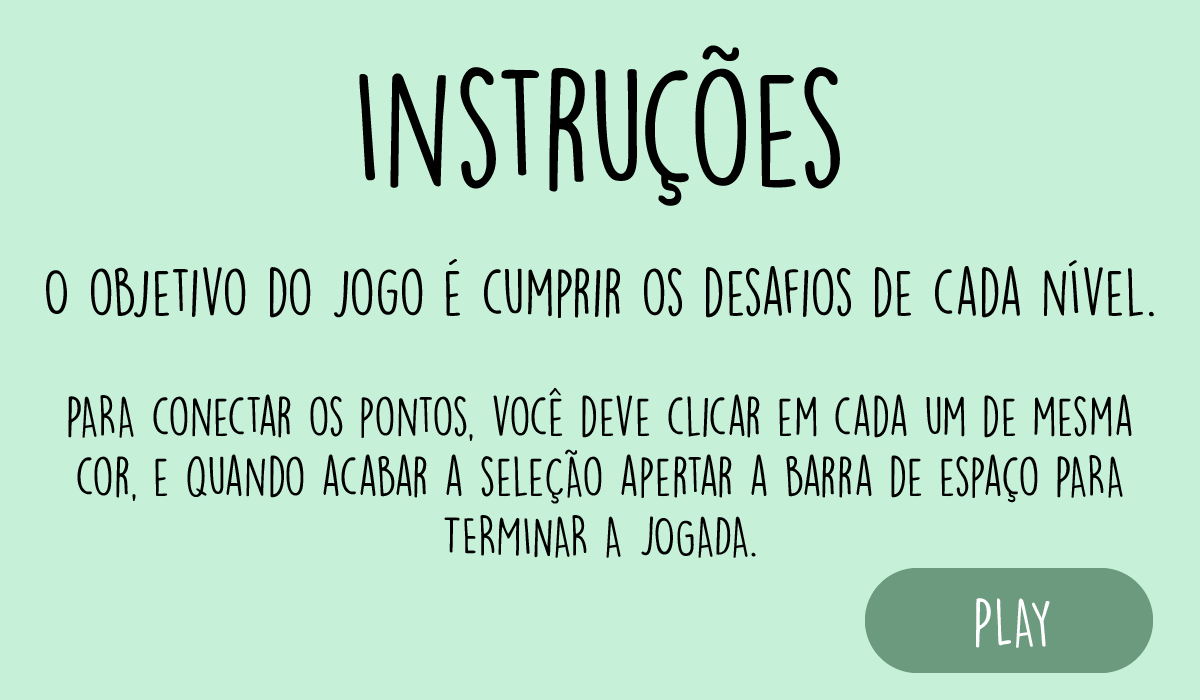 INSTRUÇÕES
O OBJETIVO DO JOGO É CUMPRIR OS DESAFIOS DE CADA NÍVEL.
PARA CONECTAR OS PONTOS, VOCÊ DEVE CLICAR EM CADA UM DE MESMA
COR, E QUANDO ACABAR A SELEÇÃO APERTAR A BARRA DE ESPAÇO PARA
TERMINAR A JOGADA.
PLAY